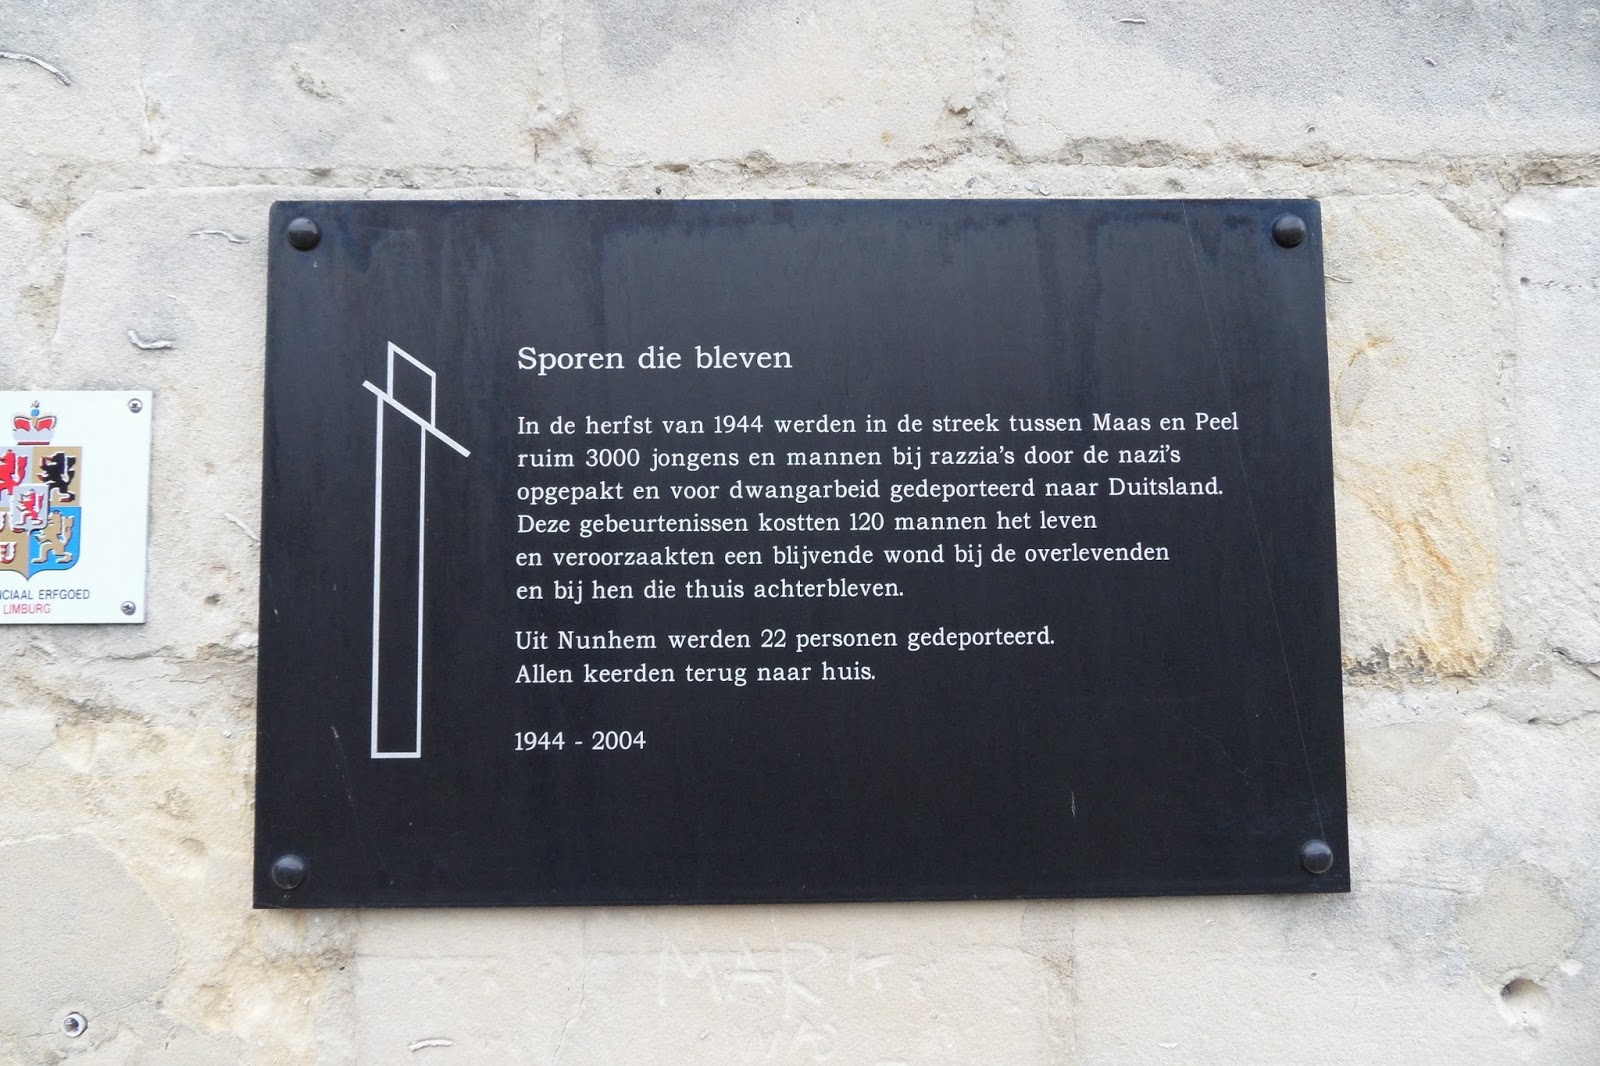 Sporen die bleven
In de herfst van 1944 werden in de streek tussen Maas en Peel
ruim 3000 jongens en mannen bij razzia's door de nazi's
opgepakt en voor dwangarbeid gedeporteerd naar Duitsland.
Deze gebeurtenissen kostten 120 mannen het leven
en veroorzaakten een blijvende wond bij de overlevenden
en bij hen die thuis achterbleven.
Uit Nunhem werden 22 personen gedeporteerd.
Allen keerden terug naar huis.
1944 - 2004
NCIAAL ERFGOED
LIMBURG
MARK